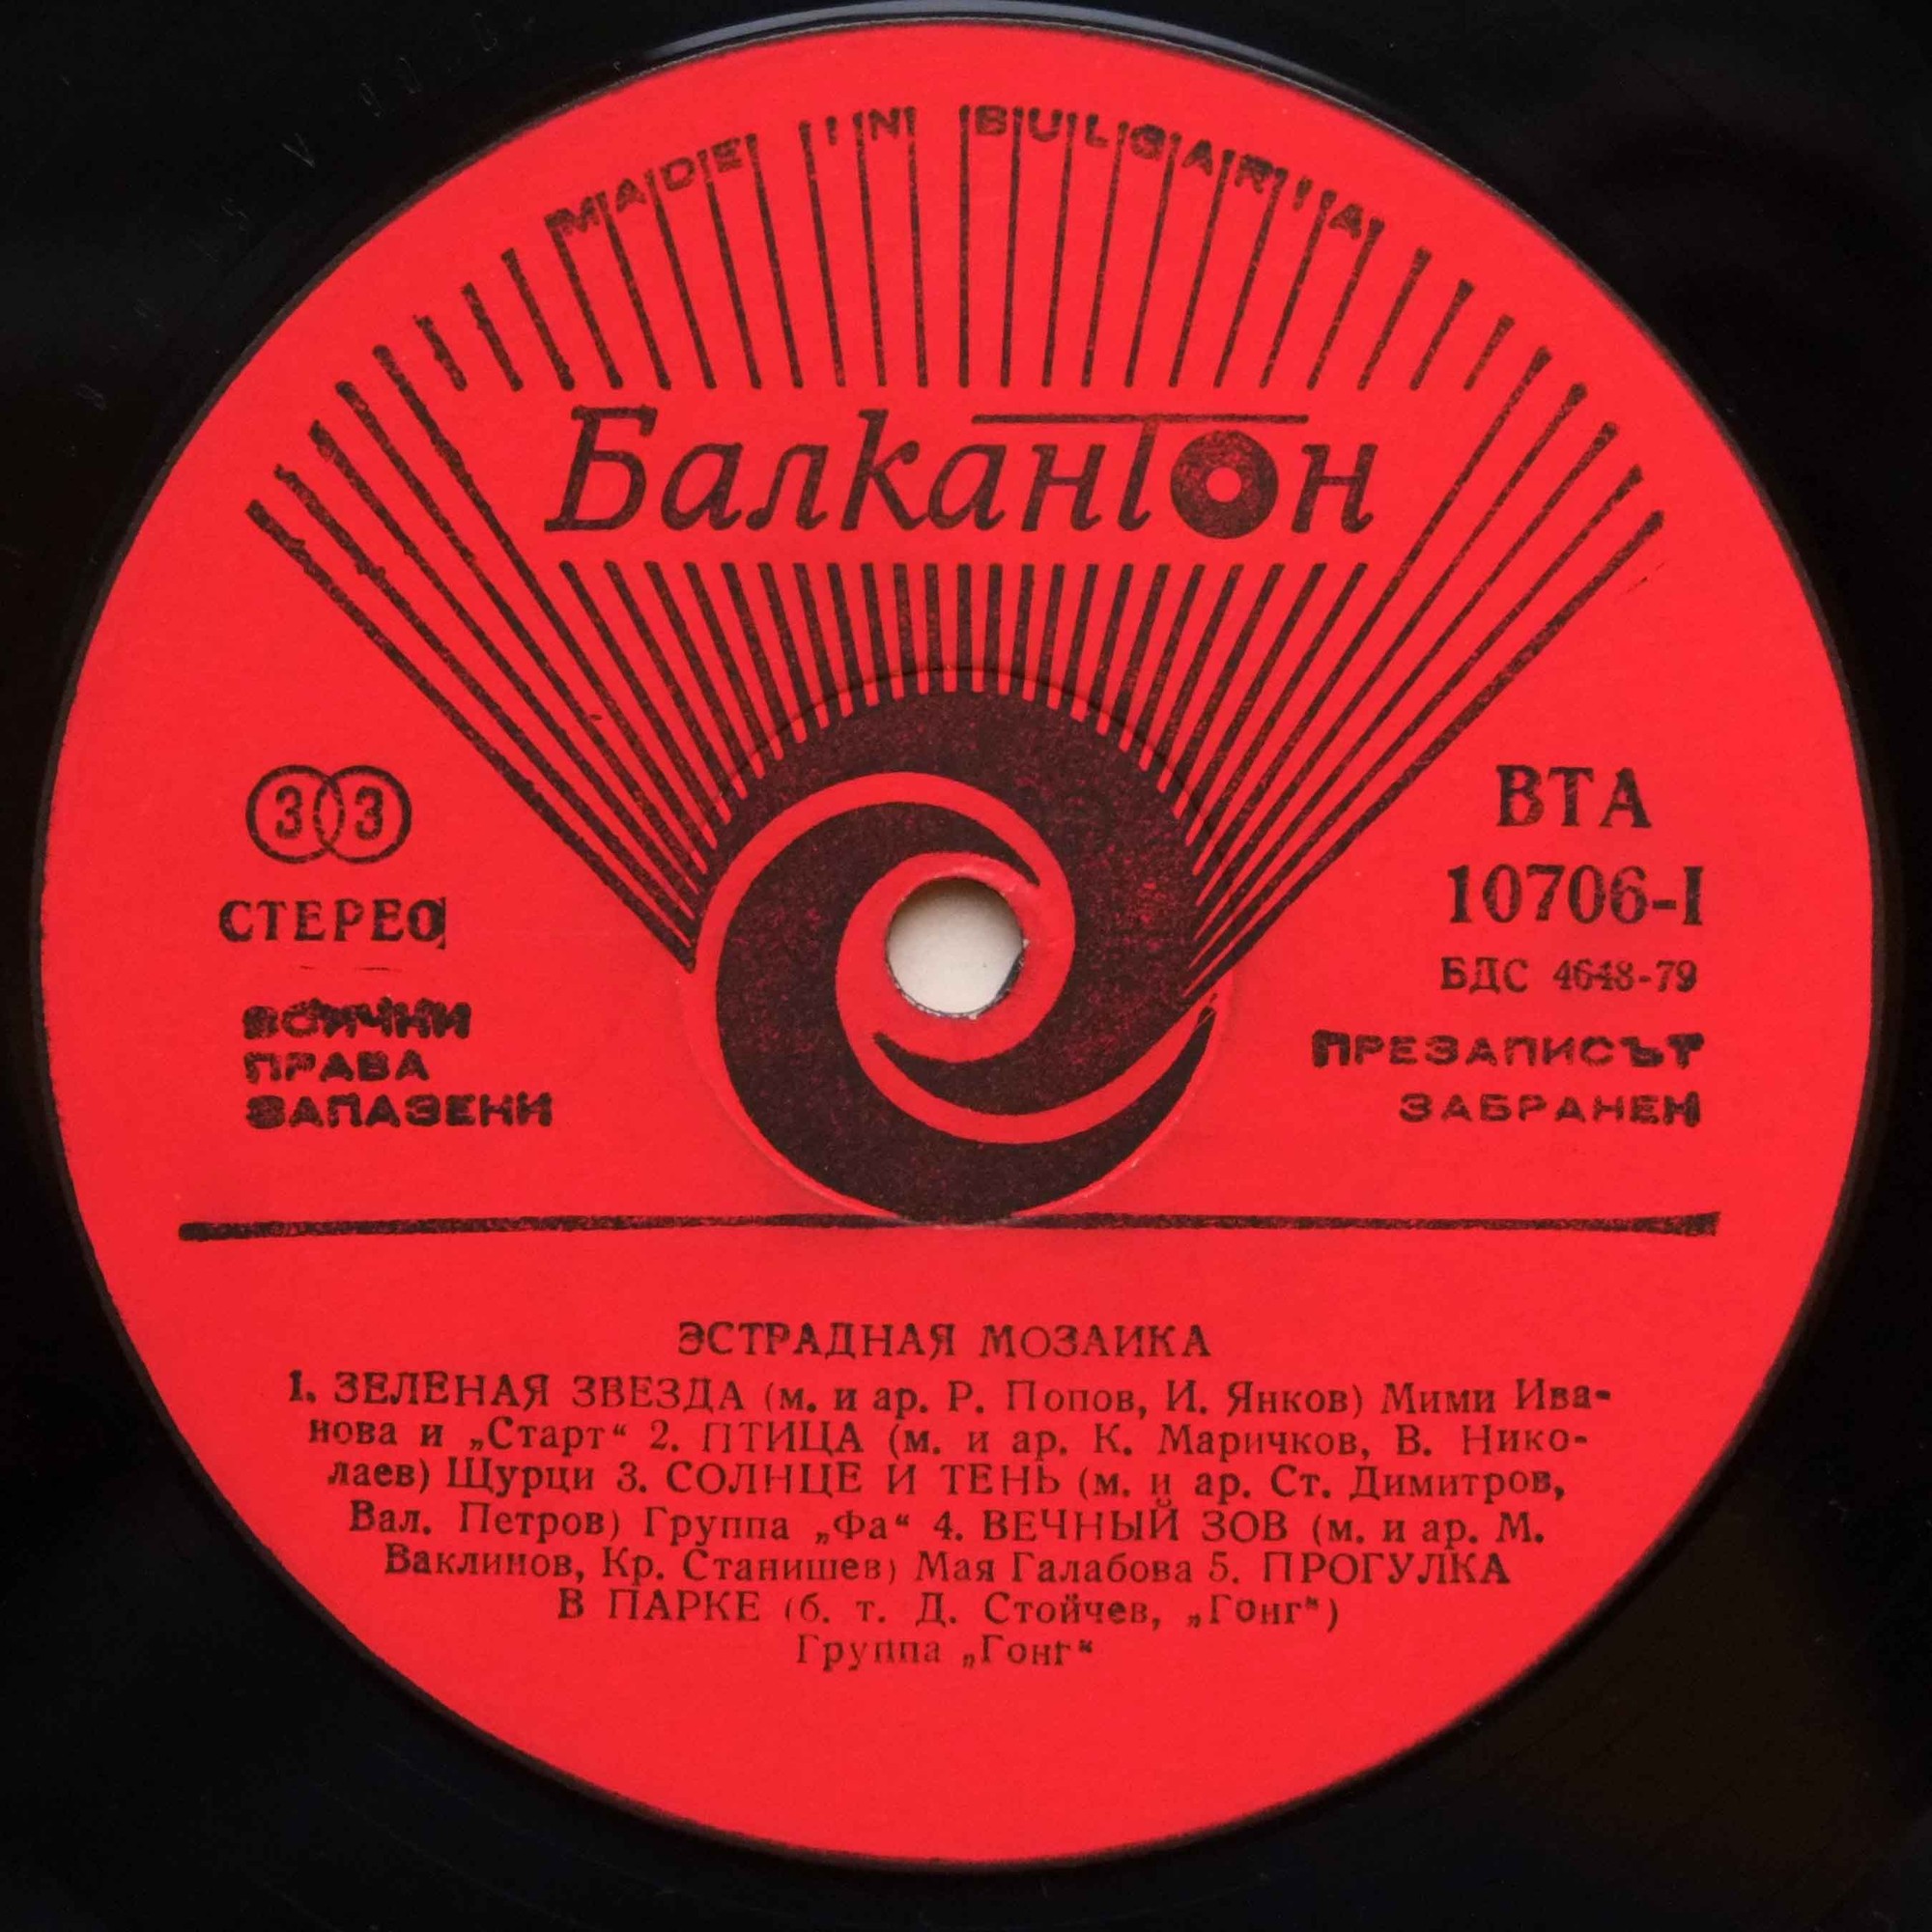 MADE IN BULGARIA
Балкантон
33
СТЕРЕО
ВСИЧКИ
ПРАВА
ЗАПАЗЕНИ
ВТА
10706-I
БДС 4648-79
ПРЕЗАПИСЪТ
ЗАБРАНЕН
ЭСТРАДНАЯ МОЗАИКА
1. ЗЕЛЕНАЯ ЗВЕЗДА (м. и ар. Р. Попов, И. Янков) Мими Ива-
нова и „Старт“ 2. ПТИЦА (м. и ар. К. Маричков, В. Нико-
лаев) Щурци 3. СОЛНЦЕ И ТЕНЬ (м. и ар. Ст. Димитров,
Вал. Петров) Группа „Фа“ 4. ВЕЧНЫЙ ЗОВ (м. и ар. М.
Ваклинов, Кр. Станишев) Мая Галабова 5. ПРОГУЛКА
В ПАРКЕ (б. т. Д. Стойчев, „Гонг“)
Группа „Гонг“